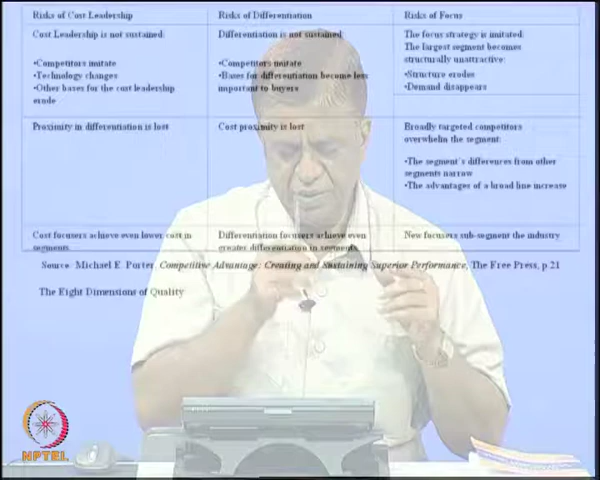 Risks of Cost Leadership
Risks of Differentiation
Risks of Focus
Cost Leadership is not sustained:
•Competitors imitate
•Technology changes
•Other bases for the cost leadership
erode
Differentiation is not sustained:
•Competitors imitate
•Bases for differentiation become less
important to buyers
The focus strategy is imitated:
The largest segment becomes
structurally unattractive:
•Structure erodes
•Demand disappears
Proximity in differentiation is lost
Cost proximity is lost
Broadly targeted competitors
overwhelm the segment:
•The segment's differences from other
segments narrow
•The advantages of a broad line increase
Cost focusers achieve even lower cost in
segments
Differentiation focusers achieve even
greater differentiation in segments
New focusers sub-segment the industry
Source: Michael E. Porter, Competitive Advantage: Creating and Sustaining Superior Performance, The Free Press, p.21
The Eight Dimensions of Quality
NPTEL